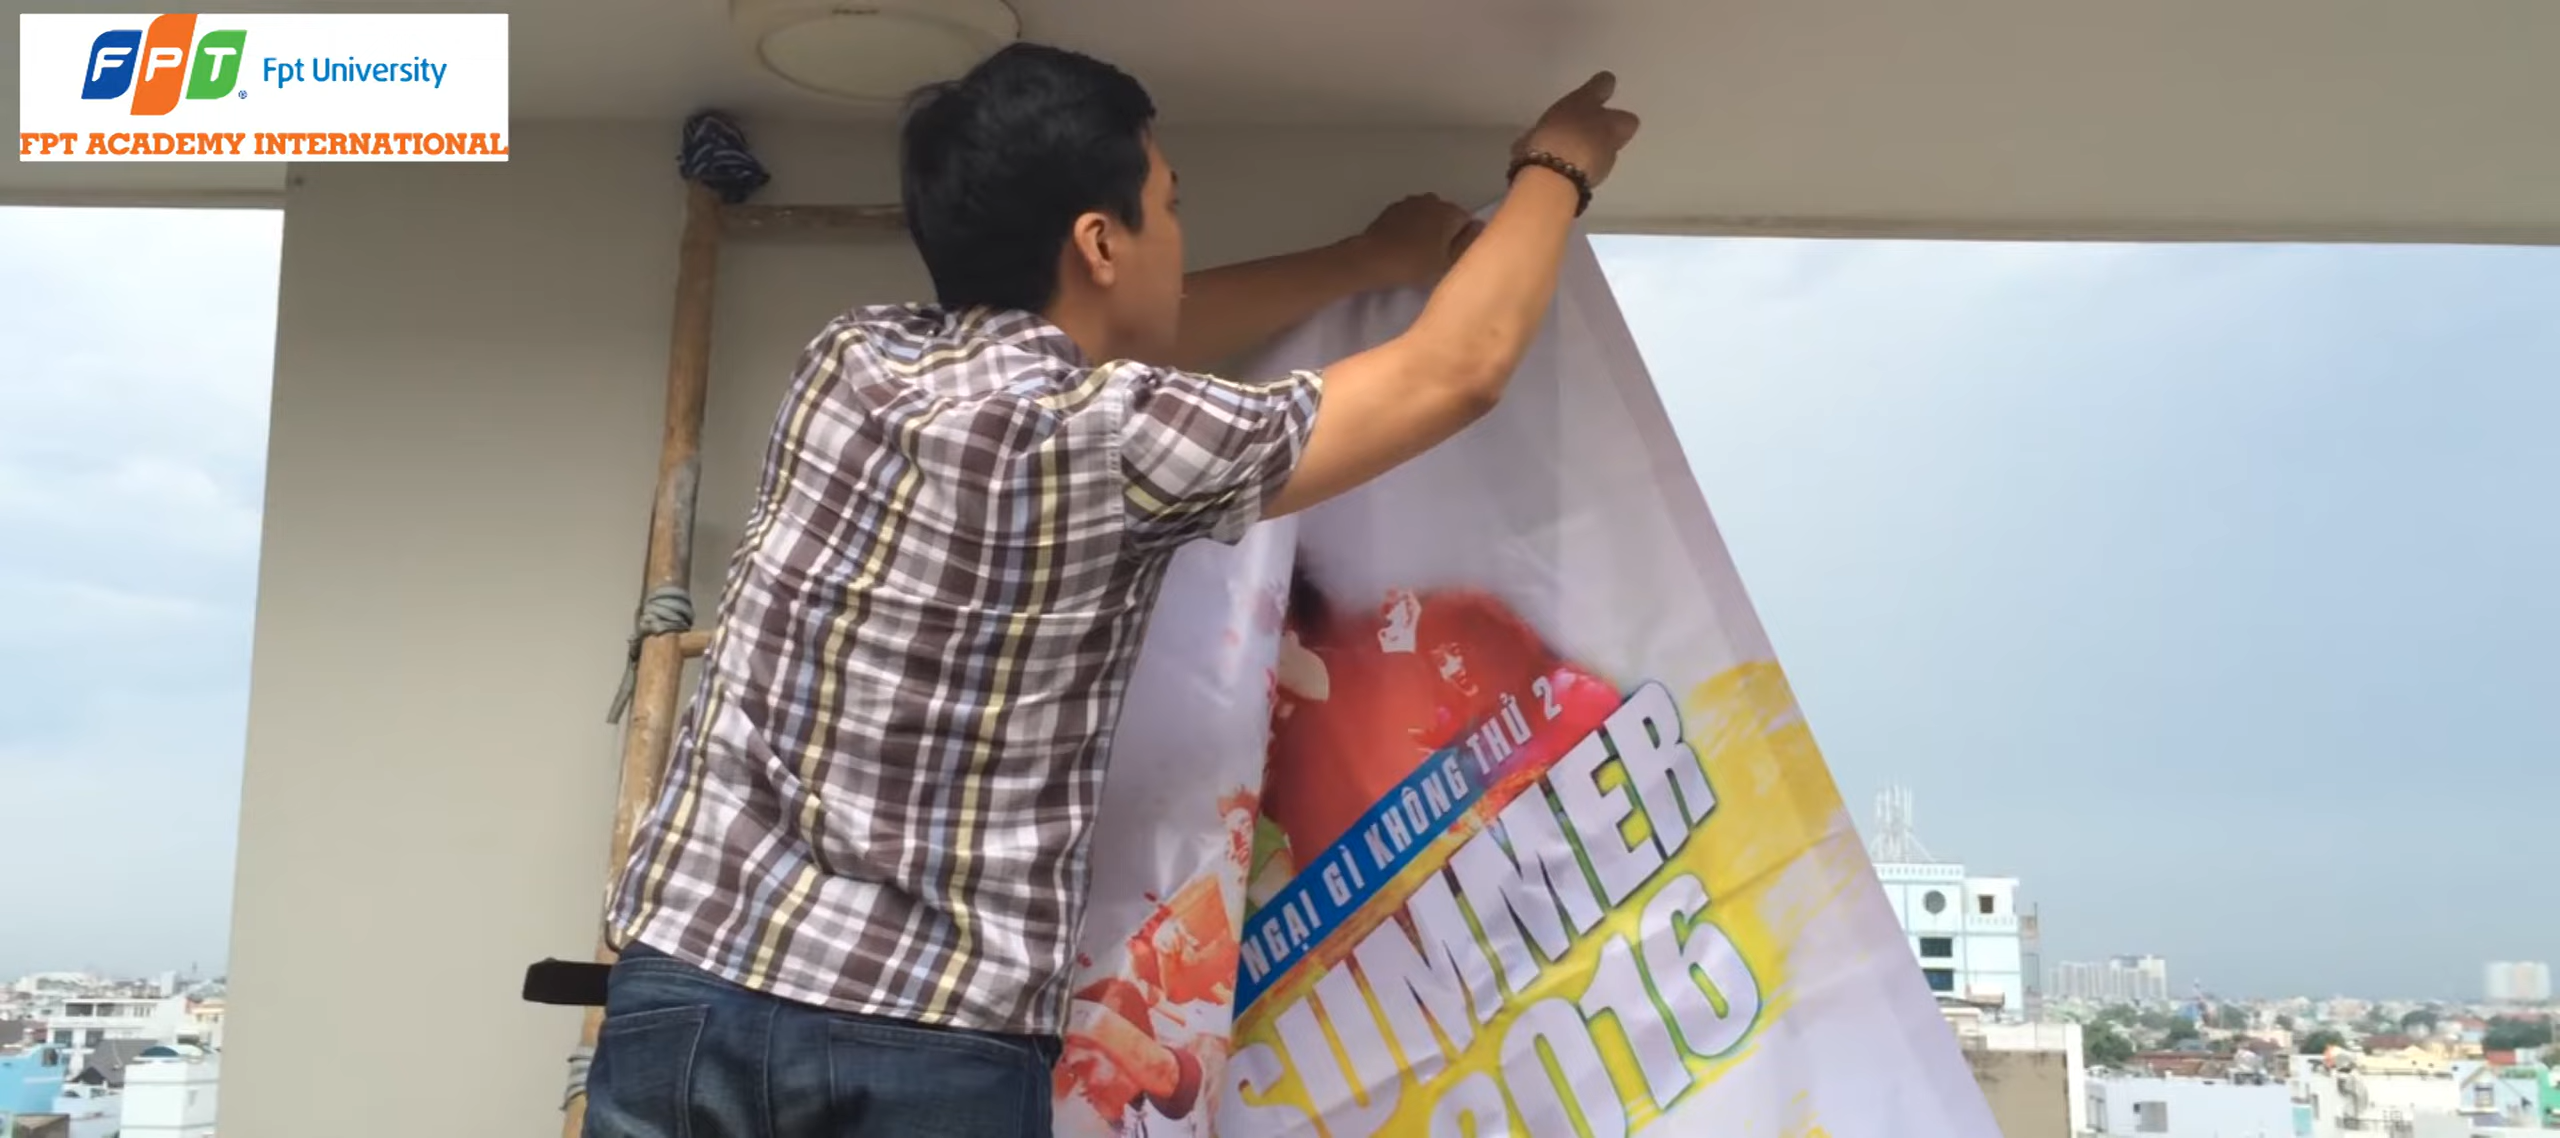 FPT Fpt University
FPT ACADEMY INTERNATIONAL
NGẠI GÌ KHÔNG THỬ 2
SUMMER
2016